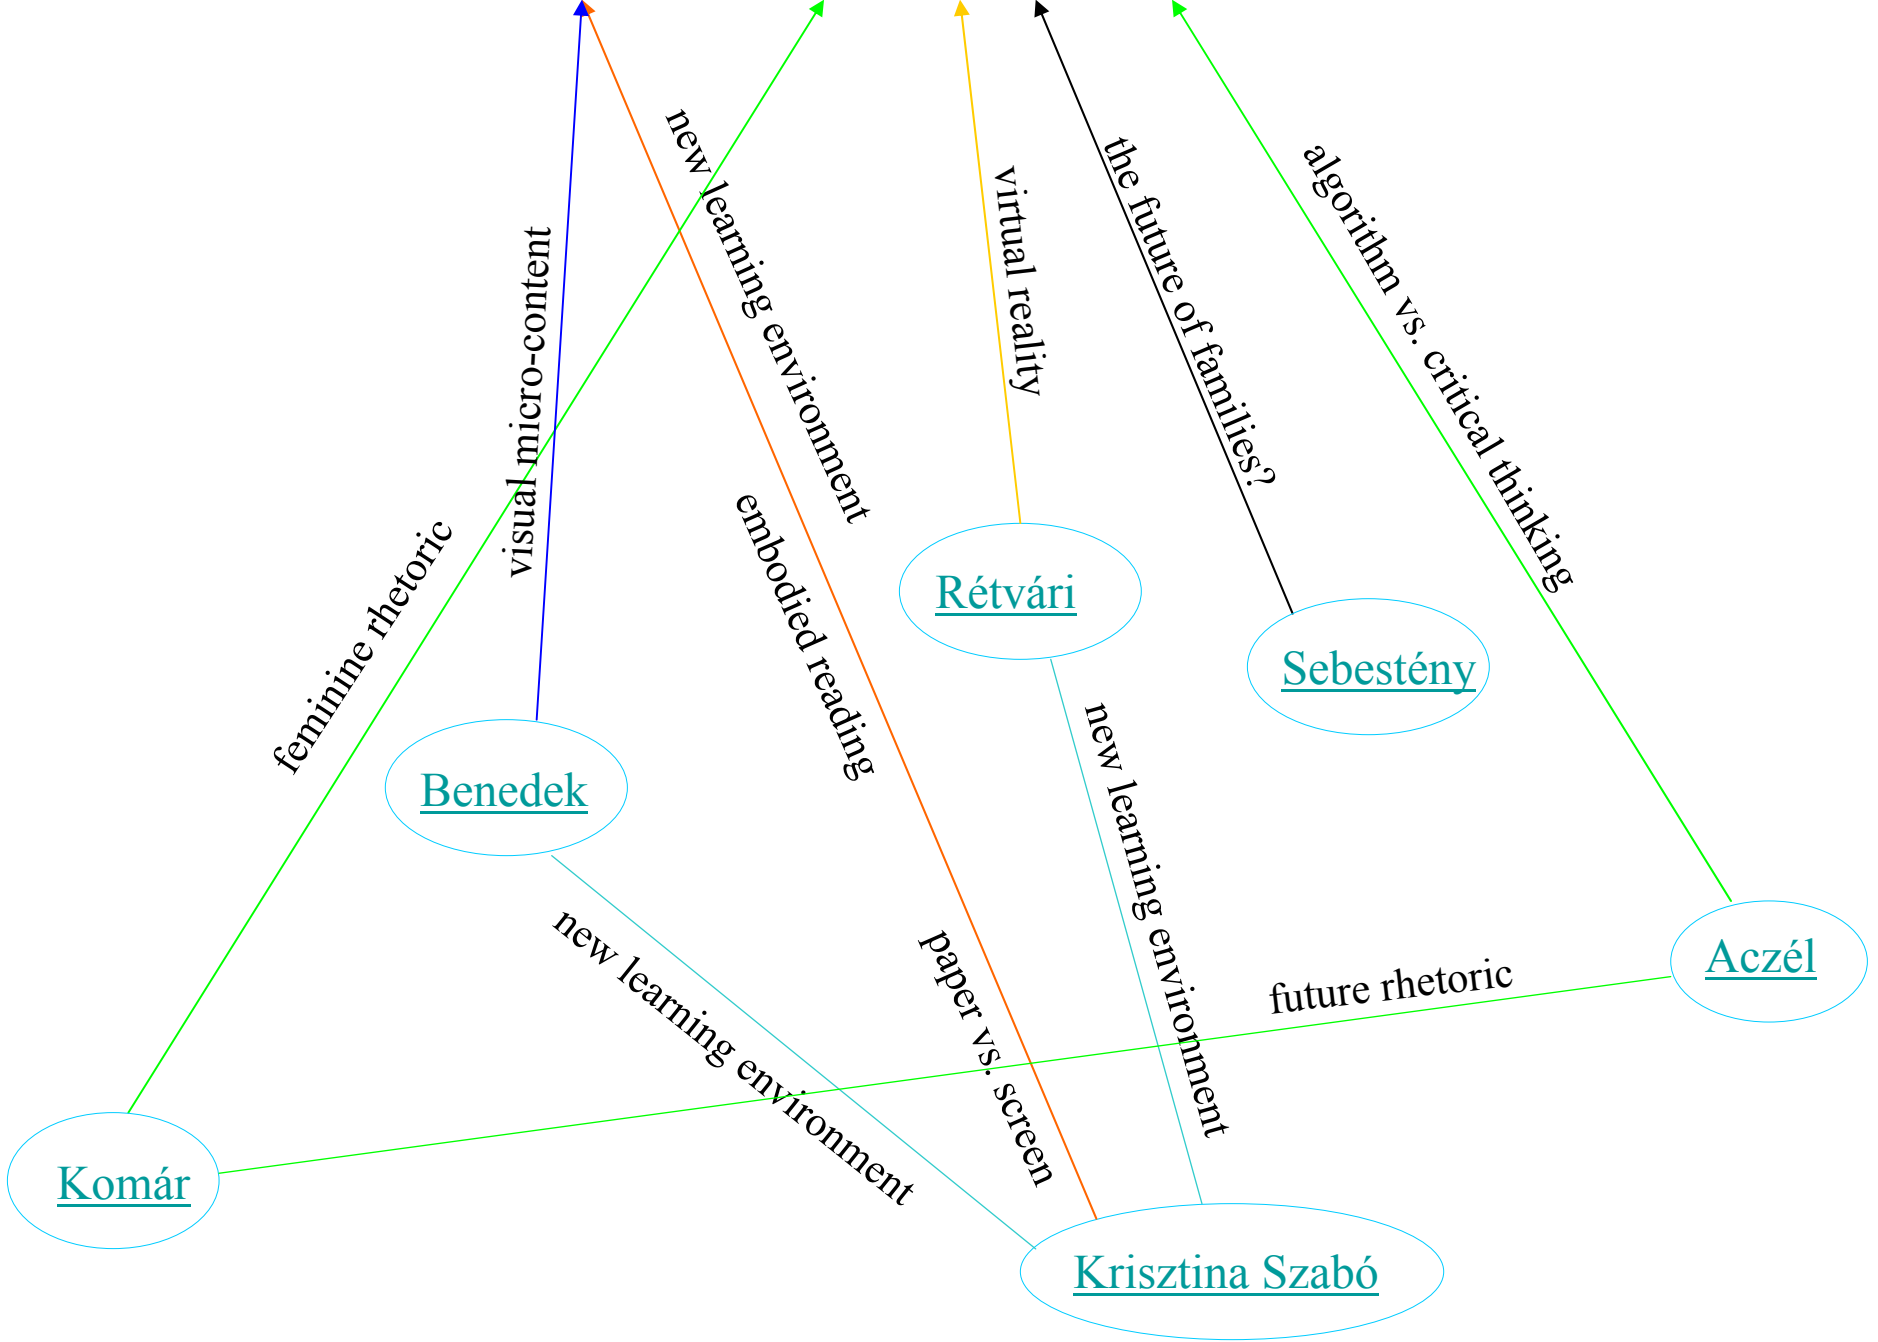 new learning environment
the future of families?
algorithm vs. critical thinking
virtual reality
visual micro-content
embodied reading
feminine rhetoric
Rétvári
Sebestény
new learning environment
Benedek
new learning environment
paper vs. screen
Aczél
future rhetoric
Komár
Krisztina Szabó